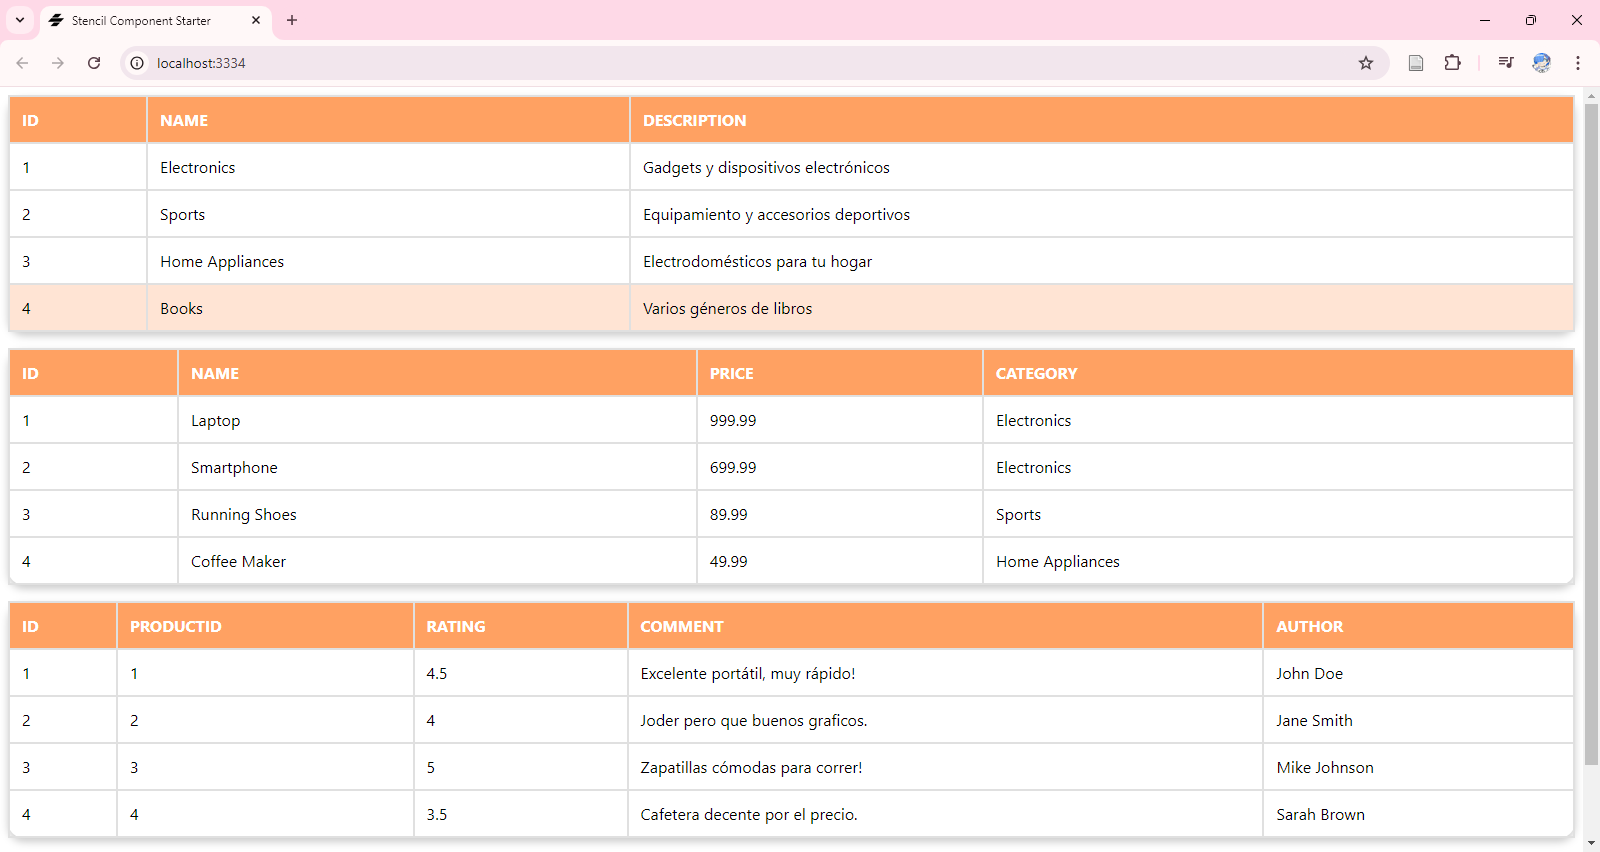 Stencil Component Starter
localhost:3334
ID NAME DESCRIPTION
1 Electronics Gadgets y dispositivos electrónicos
2 Sports Equipamiento y accesorios deportivos
3 Home Appliances Electrodomésticos para tu hogar
4 Books Varios géneros de libros
ID NAME PRICE CATEGORY
1 Laptop 999.99 Electronics
2 Smartphone 699.99 Electronics
3 Running Shoes 89.99 Sports
4 Coffee Maker 49.99 Home Appliances
ID PRODUCTID RATING COMMENT AUTHOR
1 1 4.5 Excelente portátil, muy rápido! John Doe
2 2 4 Joder pero que buenos graficos. Jane Smith
3 3 5 Zapatillas cómodas para correr! Mike Johnson
4 4 3.5 Cafetera decente por el precio. Sarah Brown